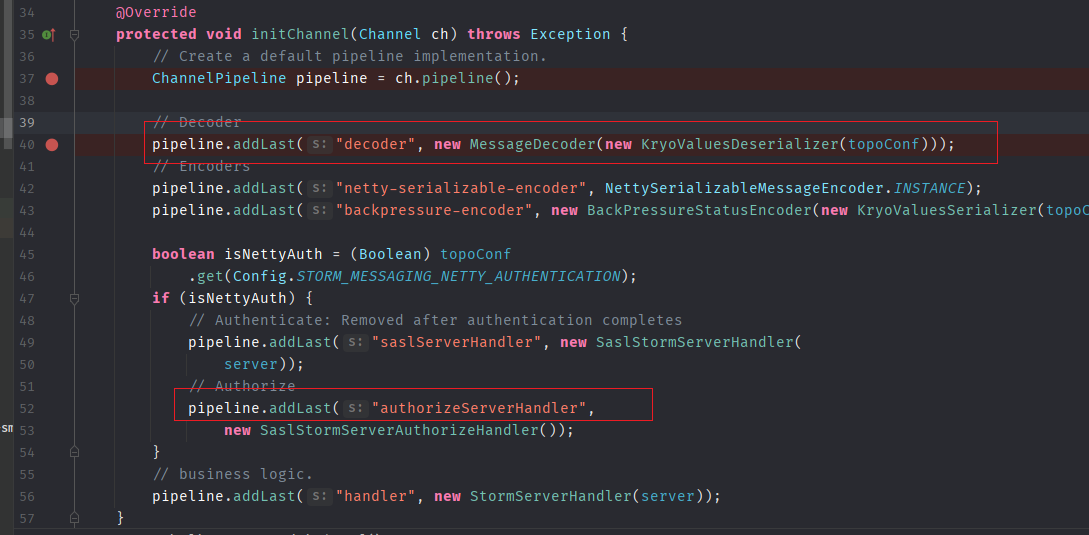 34 @Override
35 protected void initChannel(Channel ch) throws Exception {
36 // Create a default pipeline implementation.
37 ChannelPipeline pipeline = ch.pipeline();
38
39 // Decoder
40 pipeline.addLast( s: "decoder", new MessageDecoder(new KryoValuesDeserializer(topoConf)));
41 // Encoders
42 pipeline.addLast( s: "netty-serializable-encoder", NettySerializableMessageEncoder.INSTANCE);
43 pipeline.addLast( s: "backpressure-encoder", new BackPressureStatusEncoder(new KryoValuesSerializer(topoC
44
45 boolean isNettyAuth = (Boolean) topoConf
46 .get(Config.STORM_MESSAGING_NETTY_AUTHENTICATION);
47 if (isNettyAuth) {
48 // Authenticate: Removed after authentication completes
49 pipeline.addLast( s: "saslServerHandler", new SaslStormServerHandler(
50 server));
51 // Authorize
52 pipeline.addLast( s: "authorizeServerHandler",
sm 53 new SaslStormServerAuthorizeHandler());
54 }
55 // business logic.
56 pipeline.addLast( s: "handler", new StormServerHandler(server));
57 }